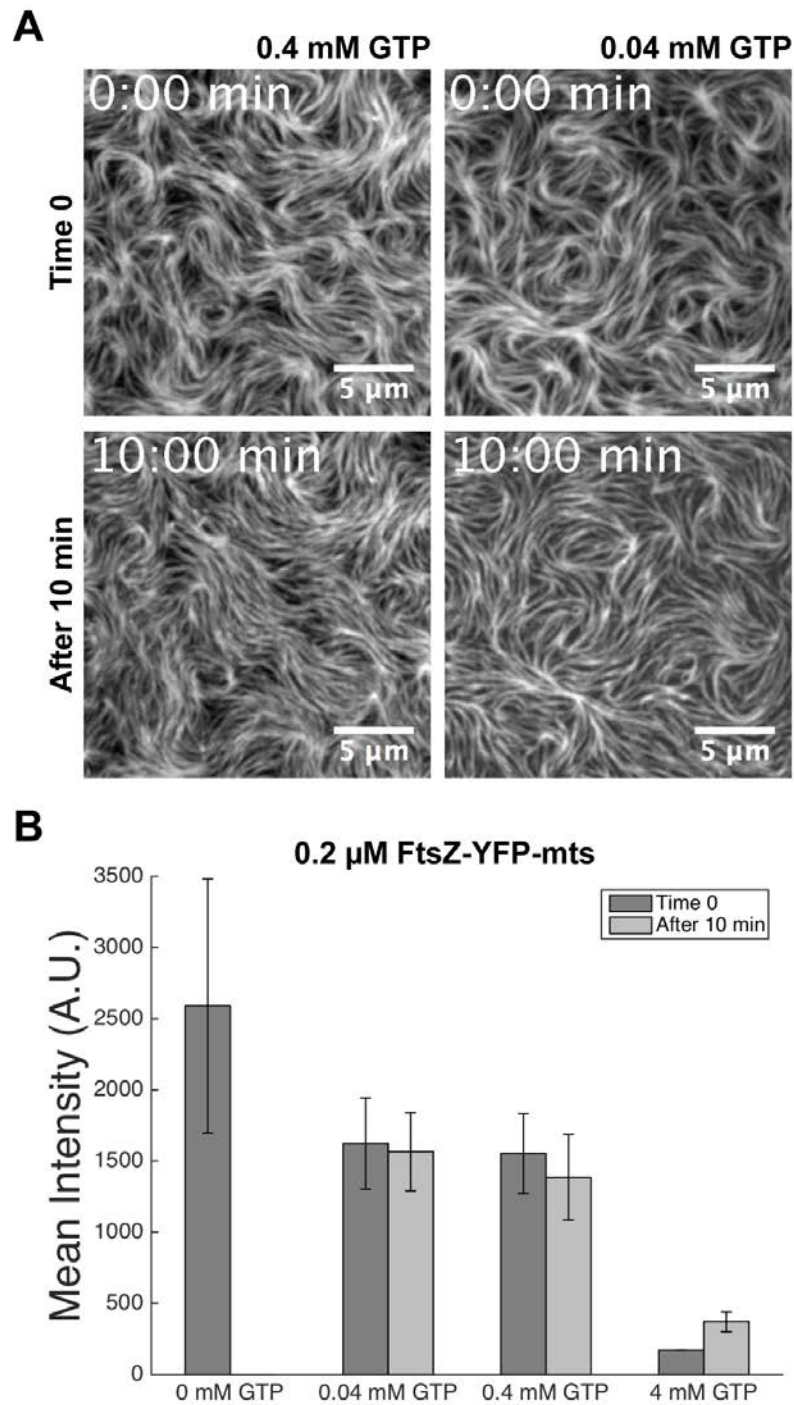 A
0.4 mM GTP 0.04 mM GTP
Time 0
0:00 min 0:00 min
5 µm 5 µm
After 10 min
10:00 min 10:00 min
5 µm 5 µm
B
0.2 µM FtsZ-YFP-mts
Mean Intensity (A.U.)
3500
3000
2500
2000
1500
1000
500
0
Time 0
After 10 min
0 mM GTP 0.04 mM GTP 0.4 mM GTP 4 mM GTP